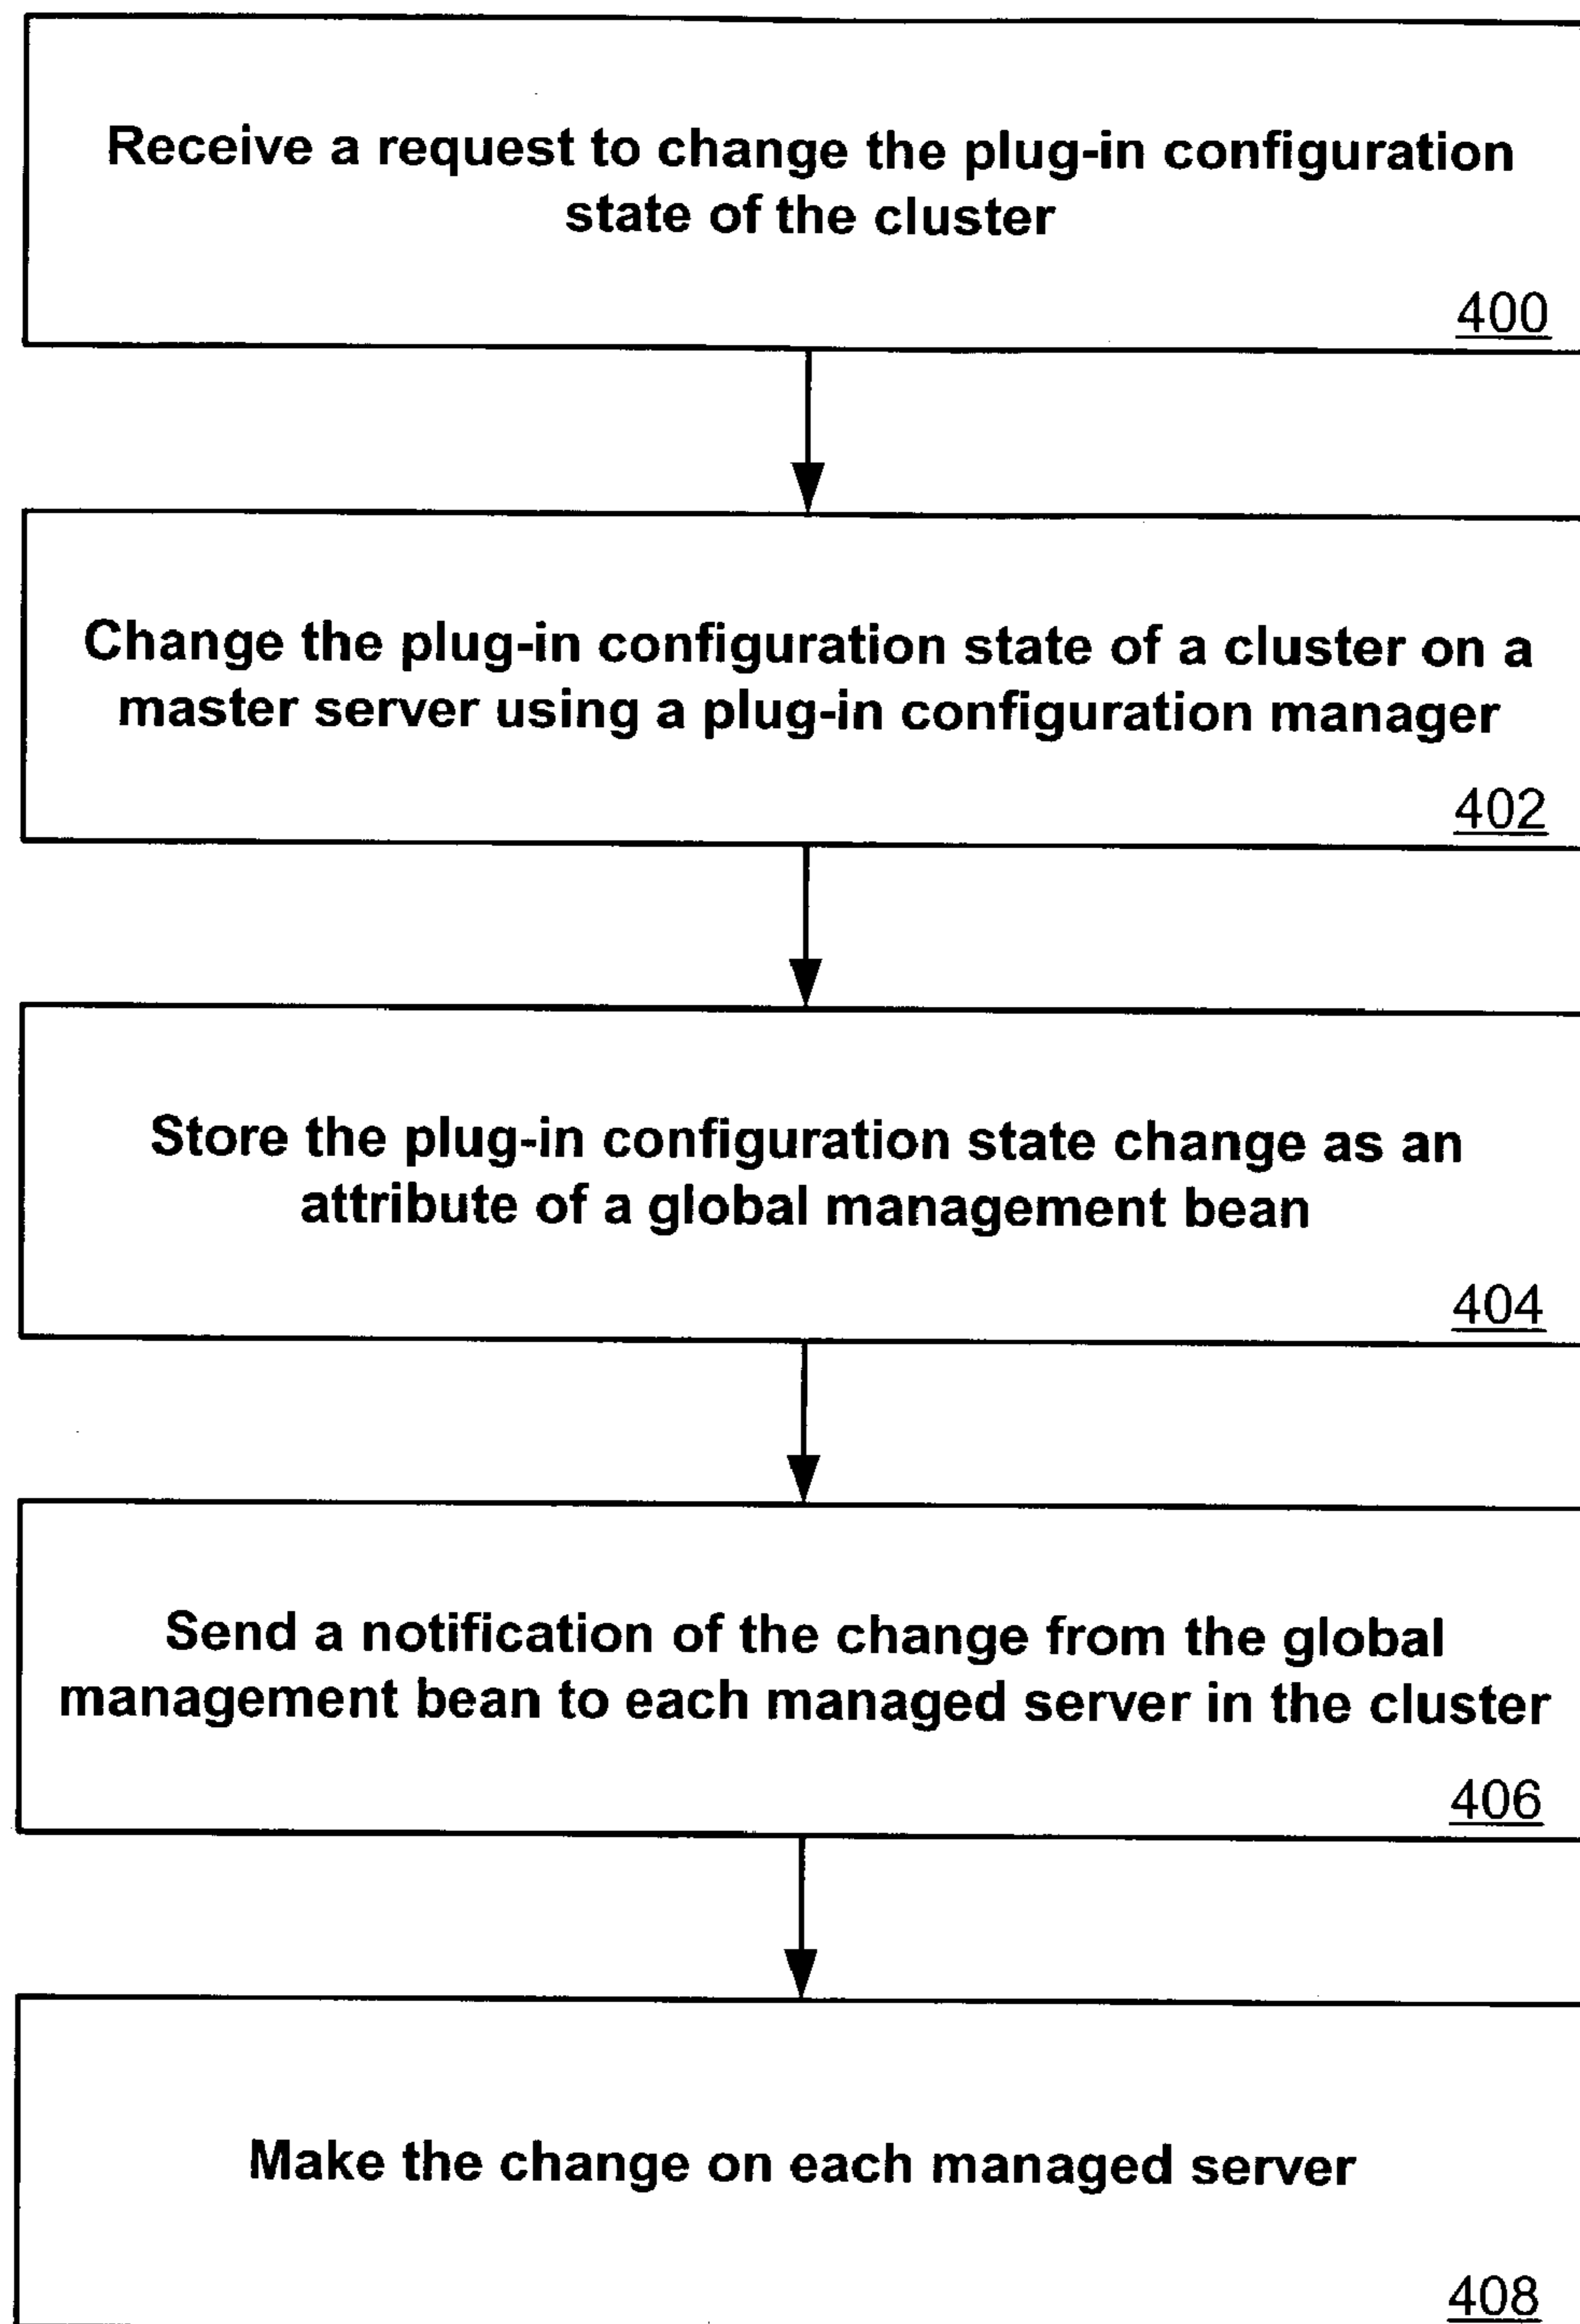 Receive a request to change the plug-in configuration
state of the cluster
400
Change the plug-in configuration state of a cluster on a
master server using a plug-in configuration manager
402
Store the plug-in configuration state change as an
attribute of a global management bean
404
Send a notification of the change from the global
management bean to each managed server in the cluster
406
Make the change on each managed server
408